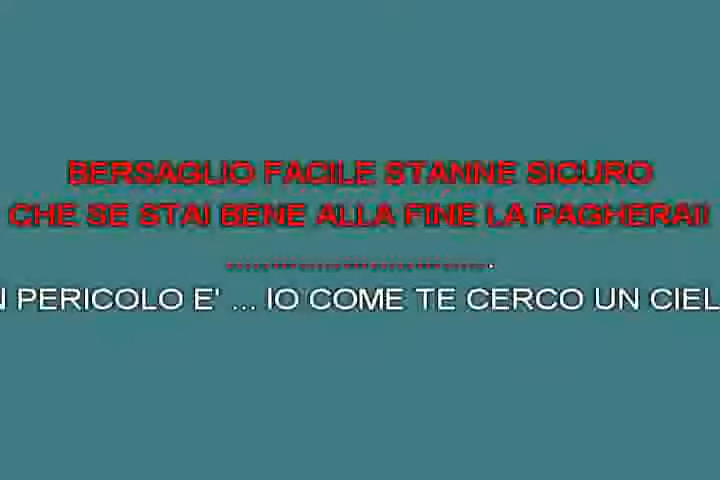 BERSAGLIO FACILE STANNE SICURO
CHE SE STAI BENE ALLA FINE LA PAGHERAI!
..............................
N PERICOLO E' ... IO COME TE CERCO UN CIEL